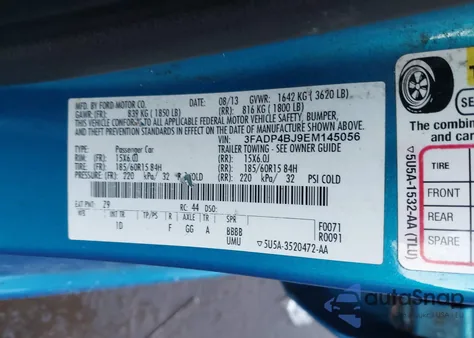 MFD. BY FORD MOTOR CO.
DATE: 08/13 GVWR: 1642 KG ( 3620 LB)
GAWR: (FR): 839 KG ( 1850 LB) (RR): 816 KG ( 1800 LB)
THIS VEHICLE CONFORMS TO ALL APPLICABLE FEDERAL MOTOR VEHICLE
SAFETY, BUMPER, AND THEFT PREVENTION STANDARDS IN EFFECT ON THE
DATE OF MANUFACTURE SHOWN ABOVE.
VIN: 3FADP4BJ9EM145056
TYPE: Passenger Car TRAILER TOWING - SEE OWNER GUIDE
RIM: (FR): 15X6.0J (RR): 15X6.0J
TIRE: (FR): 185/60R15 84H (RR): 185/60R15 84H
PRESSURE: (FR): 220 kPa/ 32 COLD (RR): 220 kPa/ 32 PSI COLD
EXT PNT: Z9 RC: 44 DSO:
INT TR TP/PS R AXLE TR SPR
ID F GG A BBBB F0071
UMU R0091
5U5A-3520472-AA
The combined
and car
5U5A-1532-AA (TLU)
TIRE
FRONT
REAR
SPARE
autoSnap